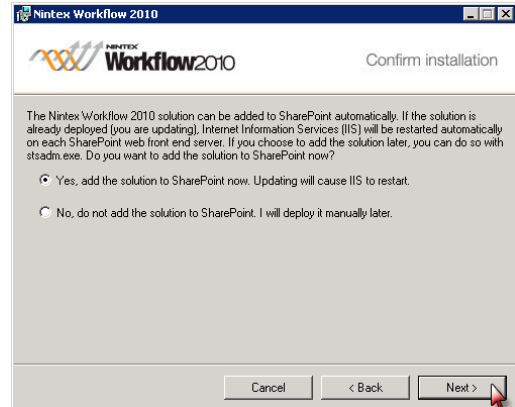 Nintex Workflow 2010
NINTEX
Workflow2010
Confirm installation
The Nintex Workflow 2010 solution can be added to SharePoint automatically. If the solution is
already deployed (you are updating), Internet Information Services (IIS) will be restarted automatically
on each SharePoint web front end server. If you choose to add the solution later, you can do so with
stsadm.exe. Do you want to add the solution to SharePoint now?
Yes, add the solution to SharePoint now. Updating will cause IIS to restart.
No, do not add the solution to SharePoint. I will deploy it manually later.
Cancel
< Back
Next >